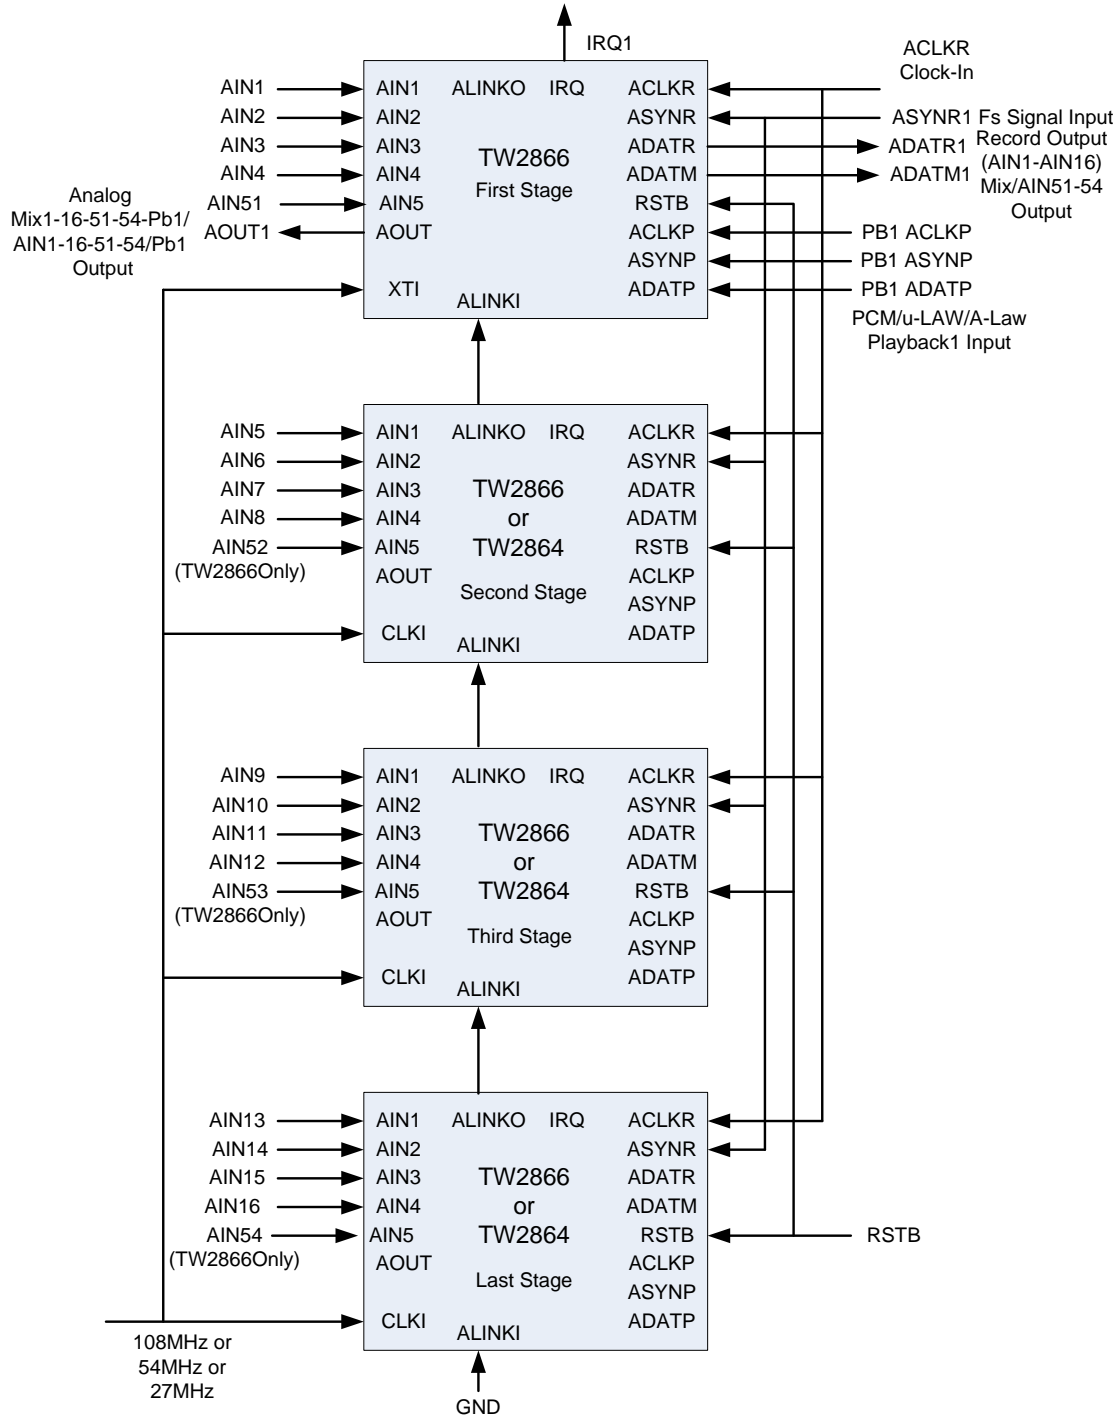 IRQ1
ACLKR
Clock-In
AIN1 AIN1 ALINKO IRQ ACLKR
AIN2 AIN2 ASYNR ASYNR1 Fs Signal Input
AIN3 AIN3 ADATR ADATR1 Record Output
TW2866
(AIN1-AIN16)
AIN4 AIN4 ADATM ADATM1 Mix/AIN51-54
First Stage
Output
AIN51 AIN5 RSTB
Analog
Mix1-16-51-54-Pb1/
AIN1-16-51-54/Pb1
Output
AOUT1 AOUT ACLKP PB1 ACLKP
ASYNP PB1 ASYNP
XTI ADATP PB1 ADATP
ALINKI
PCM/u-LAW/A-Law
Playback1 Input
AIN5 AIN1 ALINKO IRQ ACLKR
AIN6 AIN2 ASYNR
AIN7 AIN3 TW2866 ADATR
AIN8 AIN4 or ADATM
AIN52 AIN5 TW2864 RSTB
(TW2866Only)
AOUT ACLKP
Second Stage
ASYNP
CLKI ADATP
ALINKI
AIN9 AIN1 ALINKO IRQ ACLKR
AIN10 AIN2 ASYNR
AIN11 AIN3 TW2866 ADATR
AIN12 AIN4 or ADATM
AIN53 AIN5 TW2864 RSTB
(TW2866Only)
AOUT ACLKP
Third Stage
ASYNP
CLKI ADATP
ALINKI
AIN13 AIN1 ALINKO IRQ ACLKR
AIN14 AIN2 ASYNR
AIN15 AIN3 TW2866 ADATR
AIN16 AIN4 or ADATM
AIN54 AIN5 TW2864 RSTB RSTB
(TW2866Only)
AOUT ACLKP
Last Stage
ASYNP
CLKI ADATP
ALINKI
108MHz or
54MHz or
27MHz
GND